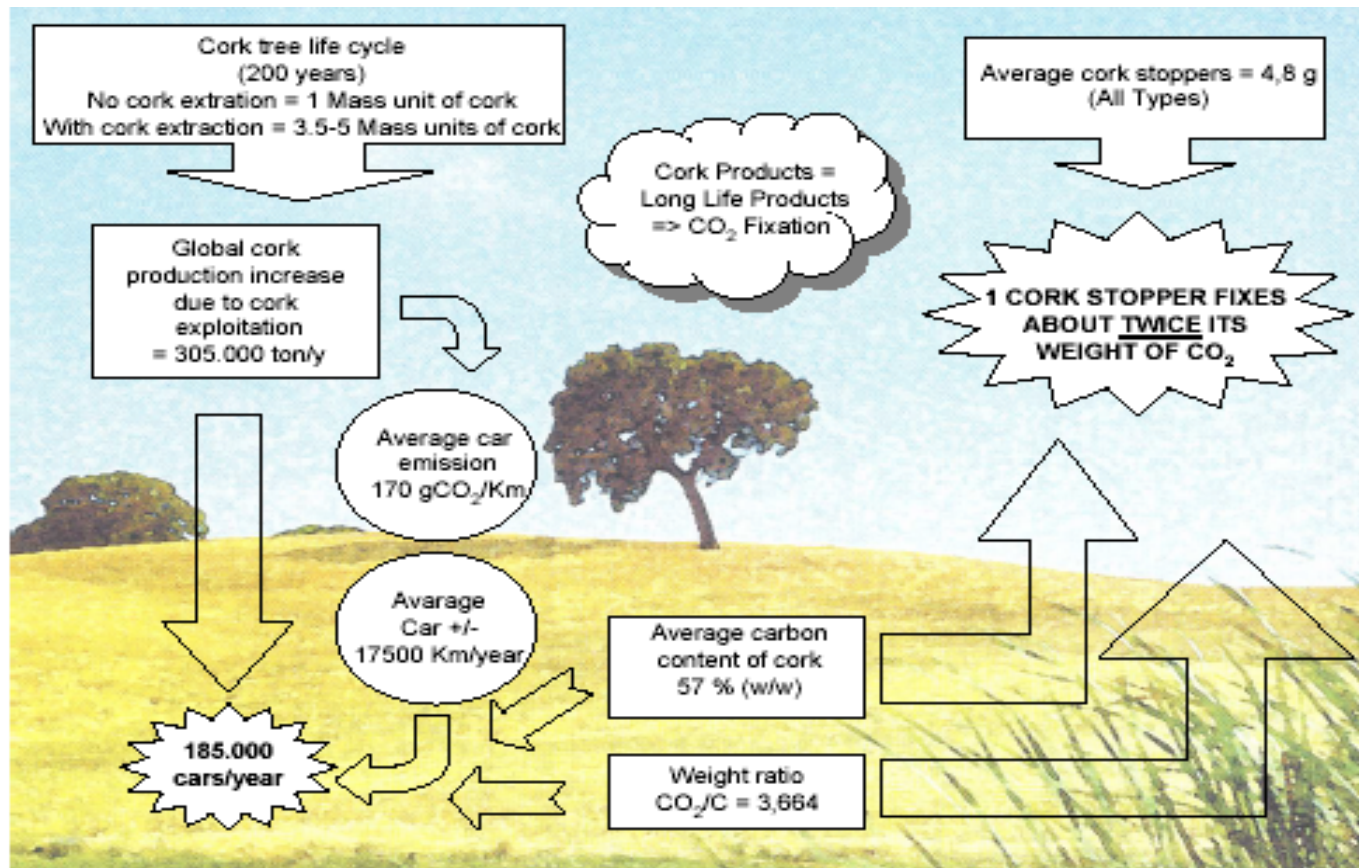 Cork tree life cycle
(200 years)
No cork extration = 1 Mass unit of cork
With cork extraction = 3.5-5 Mass units of cork
Average cork stoppers = 4,8 g
(All Types)
Cork Products =
Long Life Products
=> CO₂ Fixation
Global cork
production increase
due to cork
exploitation
= 305.000 ton/y
1 CORK STOPPER FIXES
ABOUT TWICE ITS
WEIGHT OF CO₂
Average car
emission
170 gCO₂/Km
Avarage
Car +/-
17500 Km/year
Average carbon
content of cork
57 % (w/w)
185.000
cars/year
Weight ratio
CO₂/C = 3,664